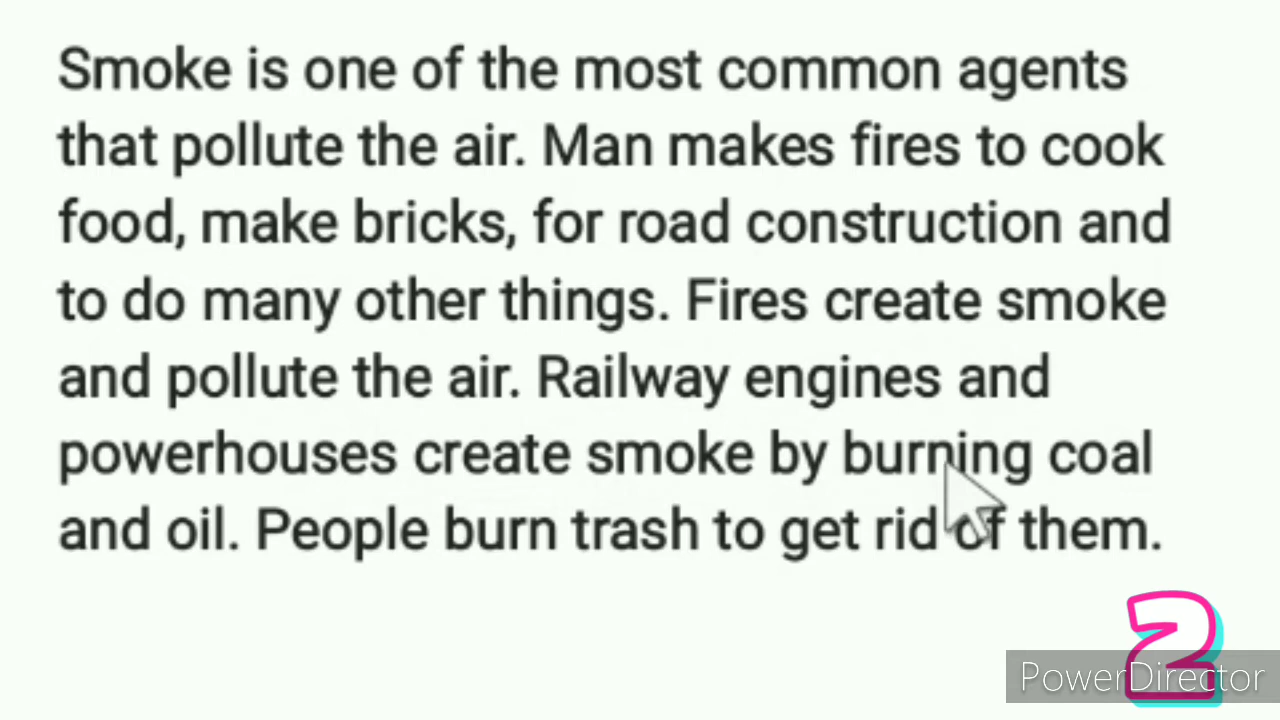 Smoke is one of the most common agents
that pollute the air. Man makes fires to cook
food, make bricks, for road construction and
to do many other things. Fires create smoke
and pollute the air. Railway engines and
powerhouses create smoke by burning coal
and oil. People burn trash to get rid of them.
2
PowerDirector